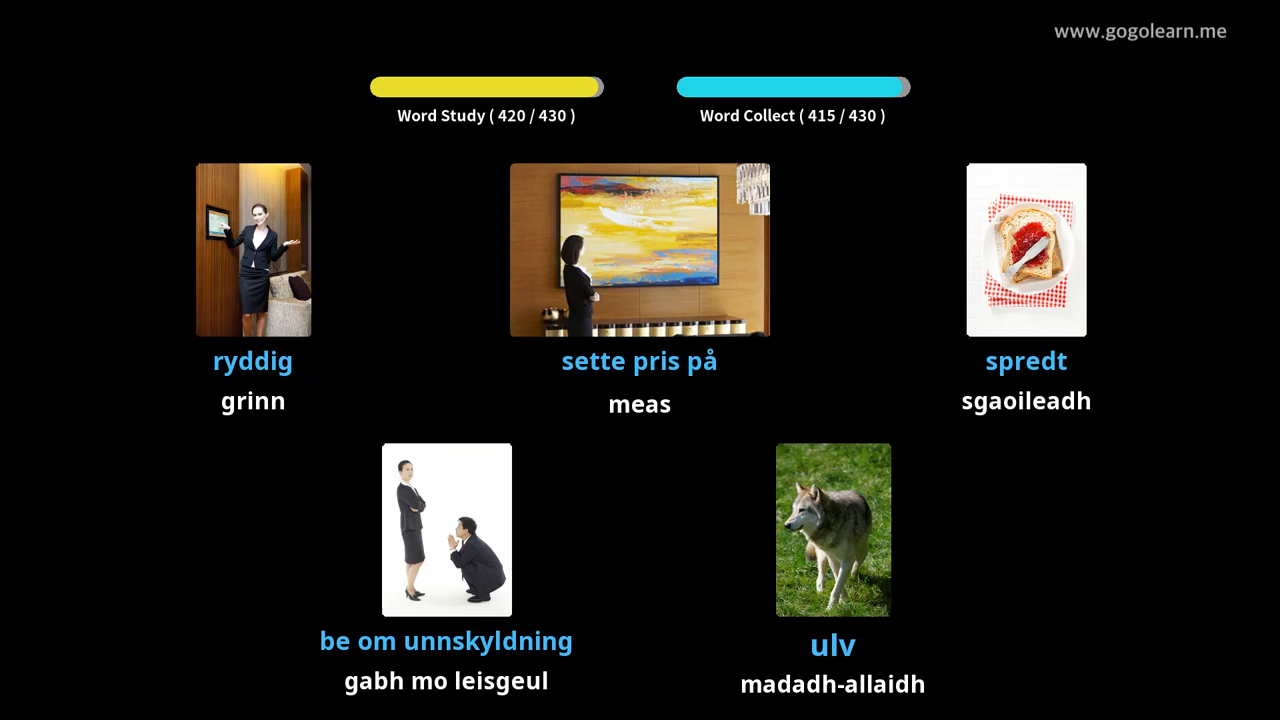 www.gogolearn.me
Word Study ( 420 / 430 )
Word Collect ( 415 / 430 )
ryddig
grinn
sette pris på
meas
spredt
sgaoileadh
be om unnskyldning
gabh mo leisgeul
ulv
madadh-allaidh